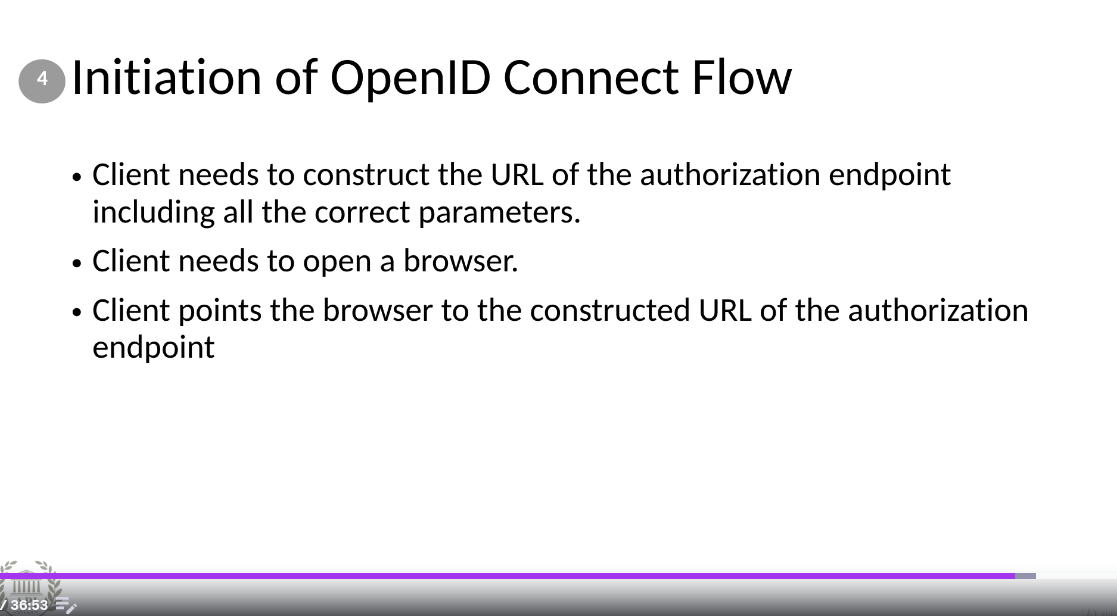 4
Initiation of OpenID Connect Flow
• Client needs to construct the URL of the authorization endpoint
including all the correct parameters.
• Client needs to open a browser.
• Client points the browser to the constructed URL of the authorization
endpoint
/ 36:53